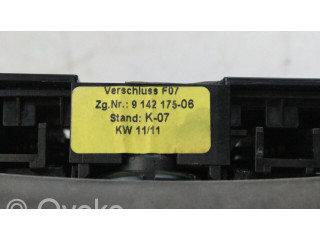 Verschluss F07
Zg.Nr.: 9 142 175-06
Stand: K-07
KW 11/11
Ovoko